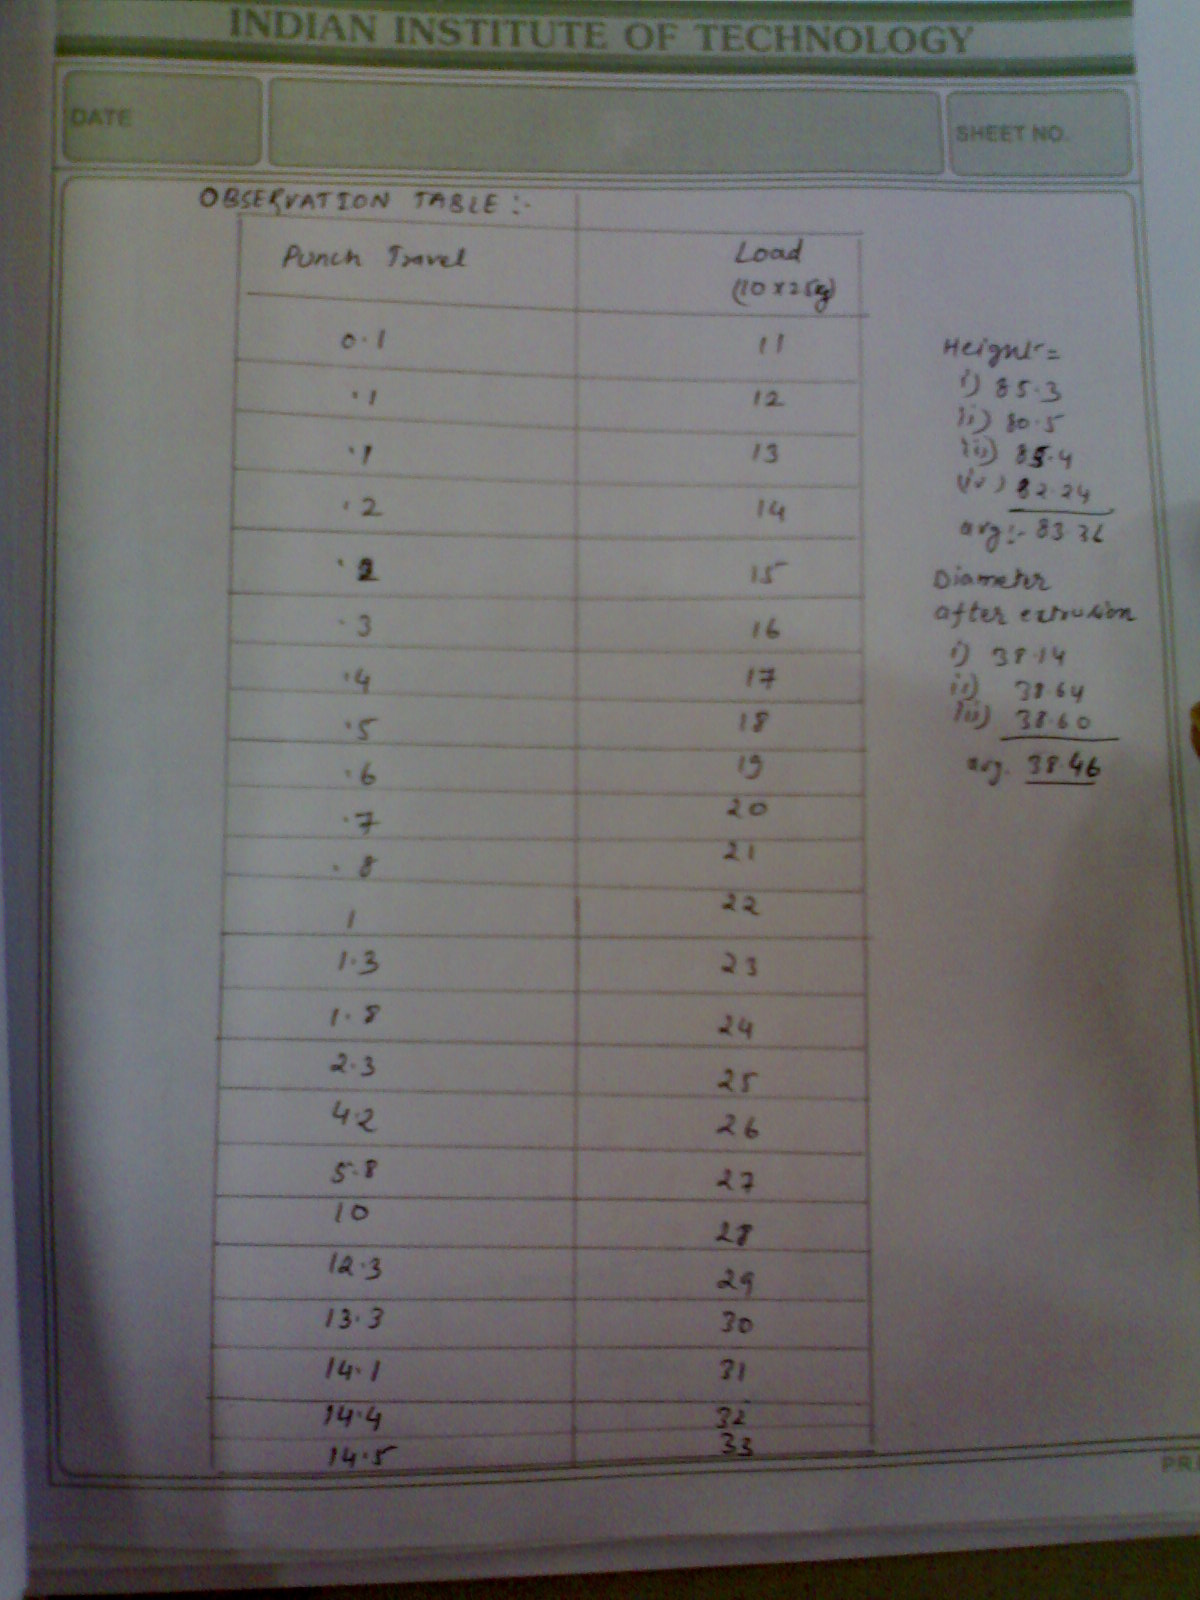 INDIAN INSTITUTE OF TECHNOLOGY
DATE
SHEET NO.
OBSERVATION TABLE :-
Punch Travel Load
(10 x 25kg)
0.1 11
.1 12
.1 13
.2 14
.2 15
.3 16
.4 17
.5 18
.6 19
.7 20
.8 21
1 22
1.3 23
1.8 24
2.3 25
4.2 26
5.8 27
10 28
12.3 29
13.3 30
14.1 31
14.4 32
14.5 33
Height =
i) 85.3
ii) 80.5
iii) 85.4
iv) 82.24
avg:- 83.36
Diameter
after extrusion
i) 38.14
ii) 38.64
iii) 38.60
avg. 38.46